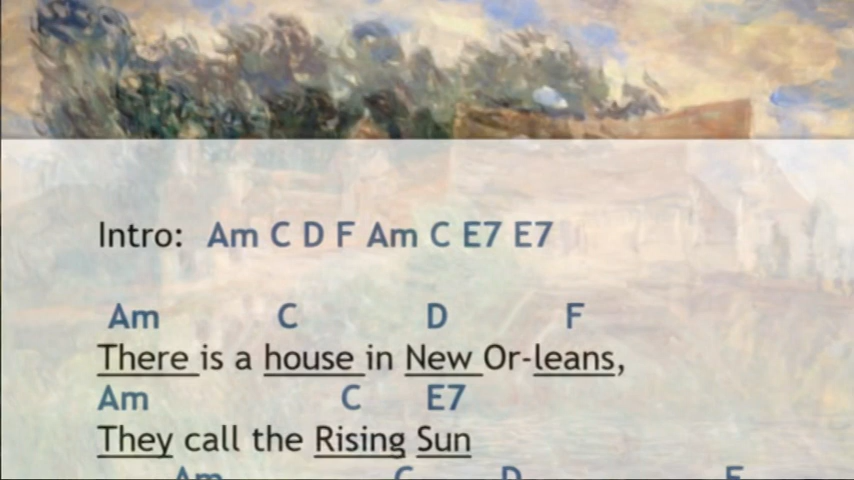 Intro: Am C D F Am C E7 E7
Am C D F
There is a house in New Or-leans,
Am C E7
They call the Rising Sun
Am C D F